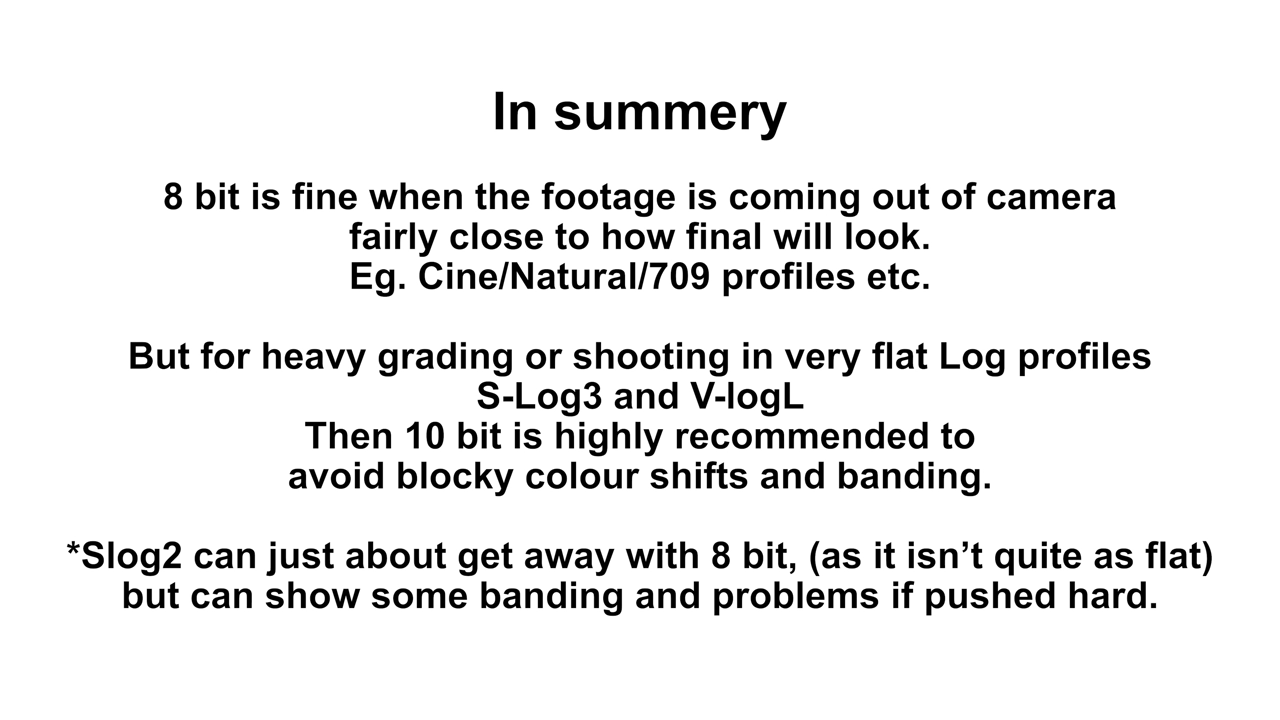 In summery
8 bit is fine when the footage is coming out of camera
fairly close to how final will look.
Eg. Cine/Natural/709 profiles etc.
But for heavy grading or shooting in very flat Log profiles
S-Log3 and V-logL
Then 10 bit is highly recommended to
avoid blocky colour shifts and banding.
*Slog2 can just about get away with 8 bit, (as it isn’t quite as flat)
but can show some banding and problems if pushed hard.